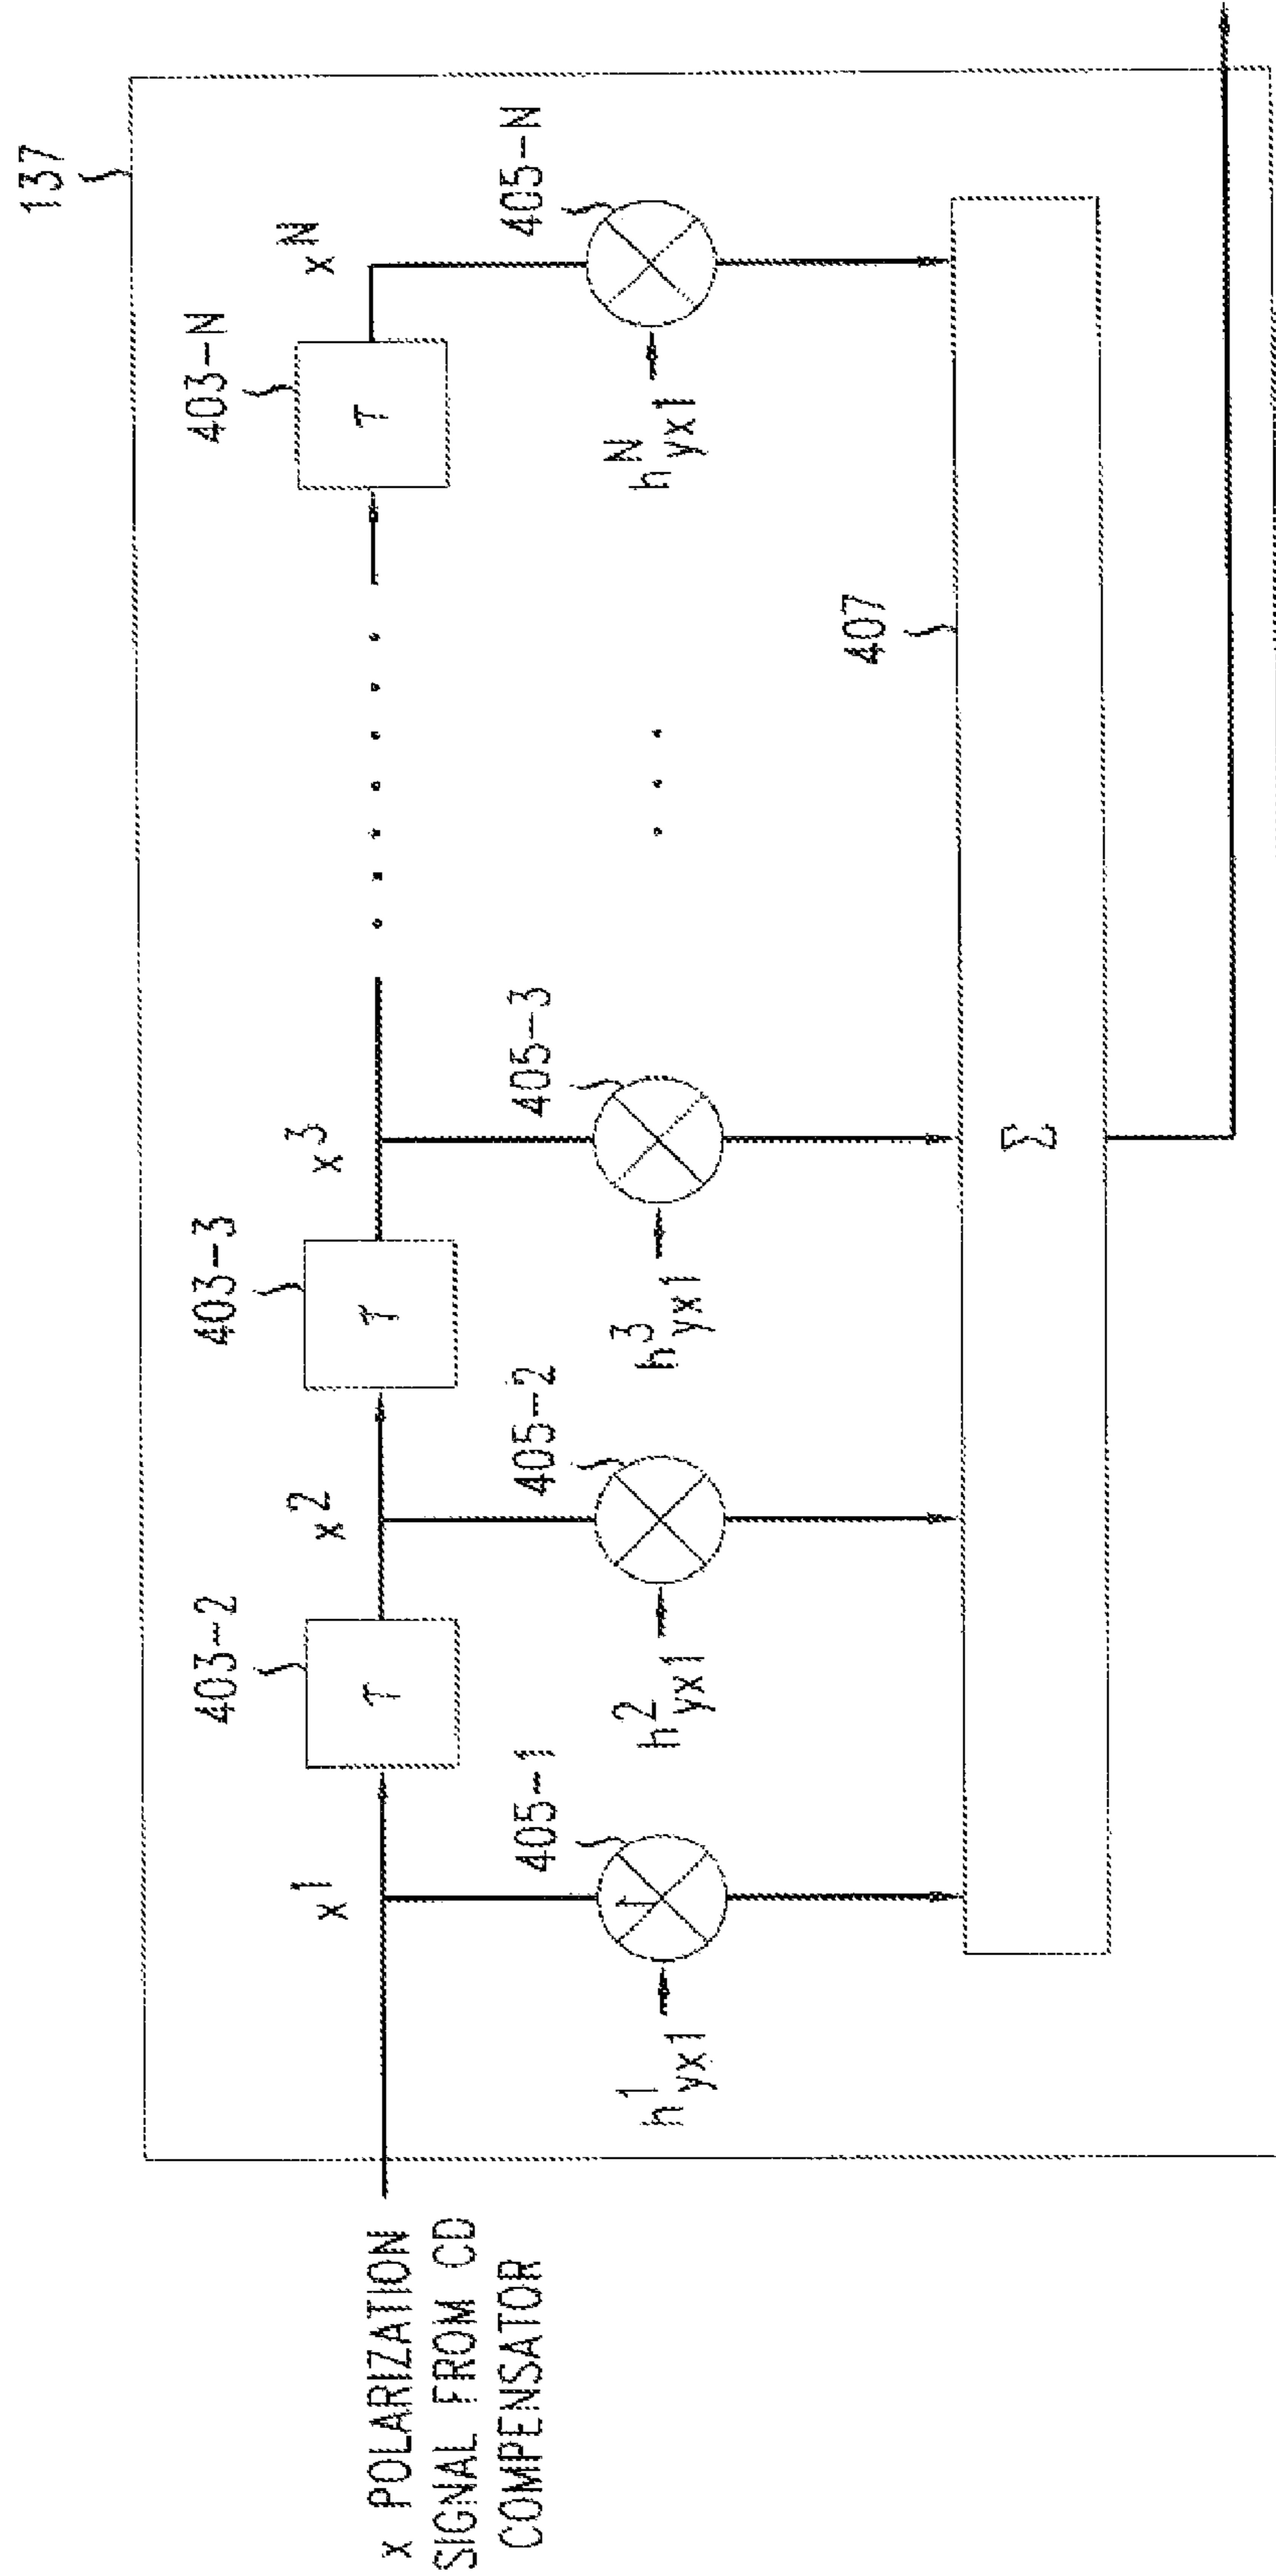 137
403-2
403-3
403-N
x1
x2
x3
xN
T
T
T
405-1
405-2
405-3
405-N
T
h1yx1
h2yx1
h3yx1
hNyx1
407
Σ
x POLARIZATION
SIGNAL FROM CD
COMPENSATOR